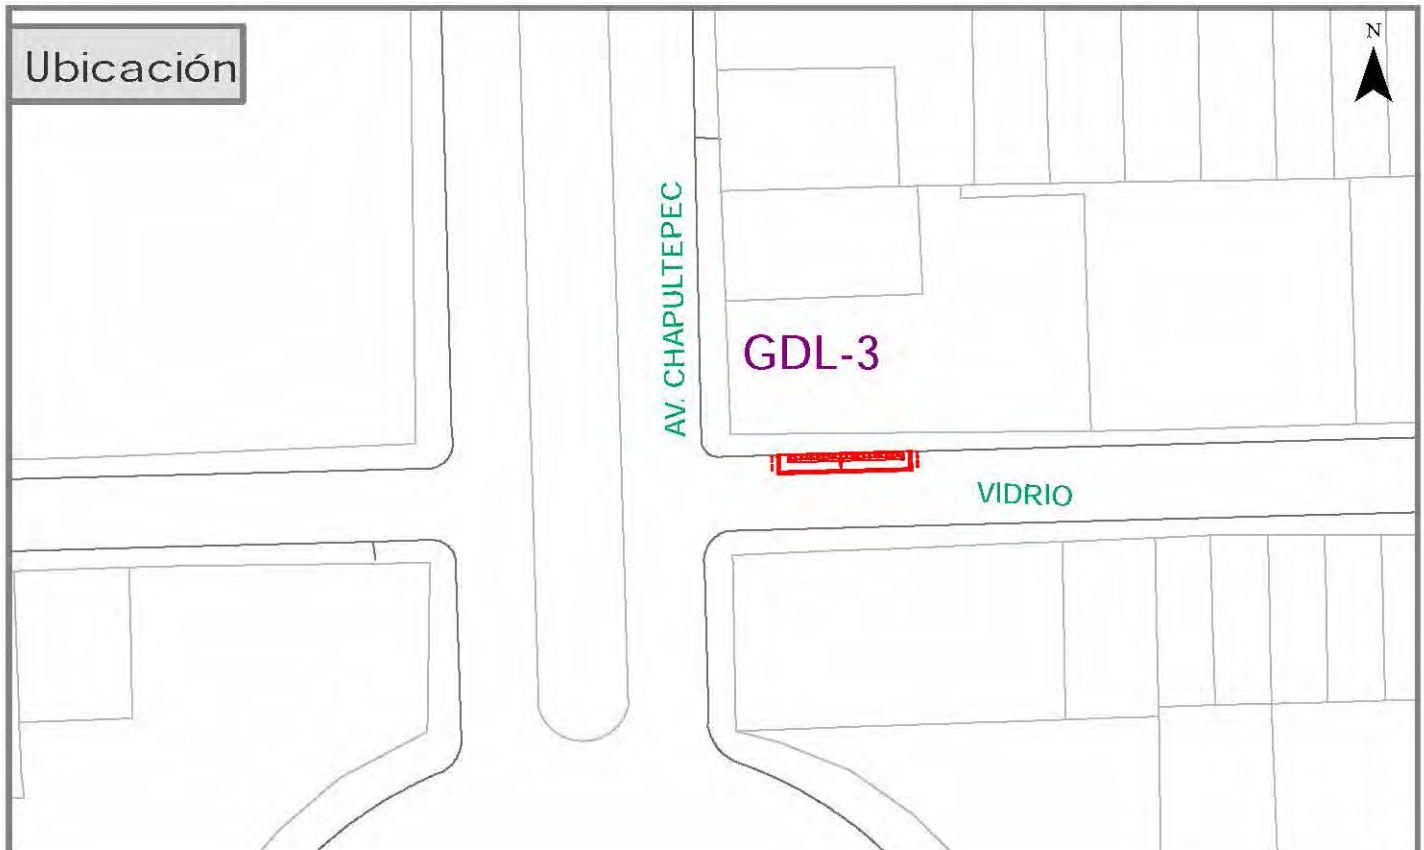 Ubicación
N
AV. CHAPULTEPEC
GDL-3
VIDRIO